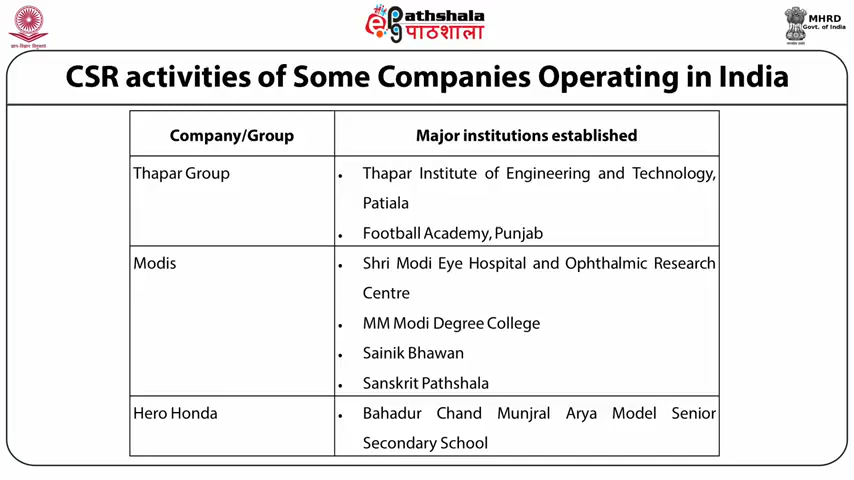 Pathshala
पाठशाला
MHRD
Govt. of India
CSR activities of Some Companies Operating in India
Company/Group
Major institutions established
Thapar Group
• Thapar Institute of Engineering and Technology,
Patiala
• Football Academy, Punjab
Modis
• Shri Modi Eye Hospital and Ophthalmic Research
Centre
• MM Modi Degree College
• Sainik Bhawan
• Sanskrit Pathshala
Hero Honda
• Bahadur Chand Munjral Arya Model Senior
Secondary School